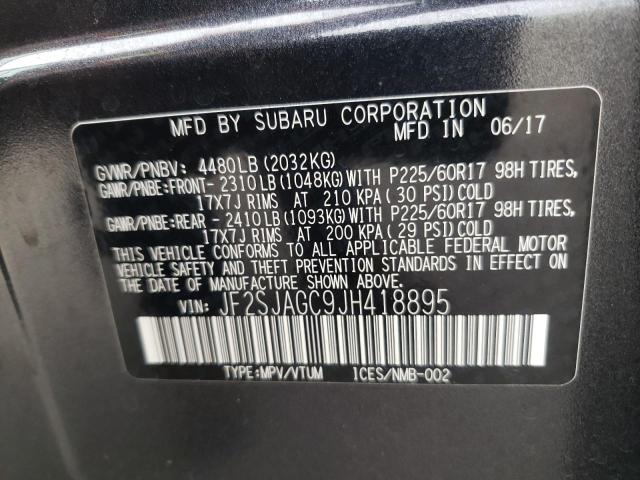 MFD BY SUBARU CORPORATION
MFD IN 06/17
GVWR/PNBV: 4480LB (2032KG)
GAWR/PNBE:FRONT- 2310LB (1048KG)WITH P225/60R17 98H TIRES,
17X7J RIMS AT 210 KPA (30 PSI)COLD
GAWR/PNBE:REAR -2410LB (1093KG)WITH P225/60R17 98H TIRES,
17X7J RIMS AT 200 KPA (29 PSI)COLD
THIS VEHICLE CONFORMS TO ALL APPLICABLE FEDERAL MOTOR
VEHICLE SAFETY AND THEFT PREVENTION STANDARDS IN EFFECT ON
THE DATE OF MANUFACTURE SHOWN ABOVE.
VIN: JF2SJAGC9JH418895
TYPE:MPV/VTUM 1CES/NMB-002